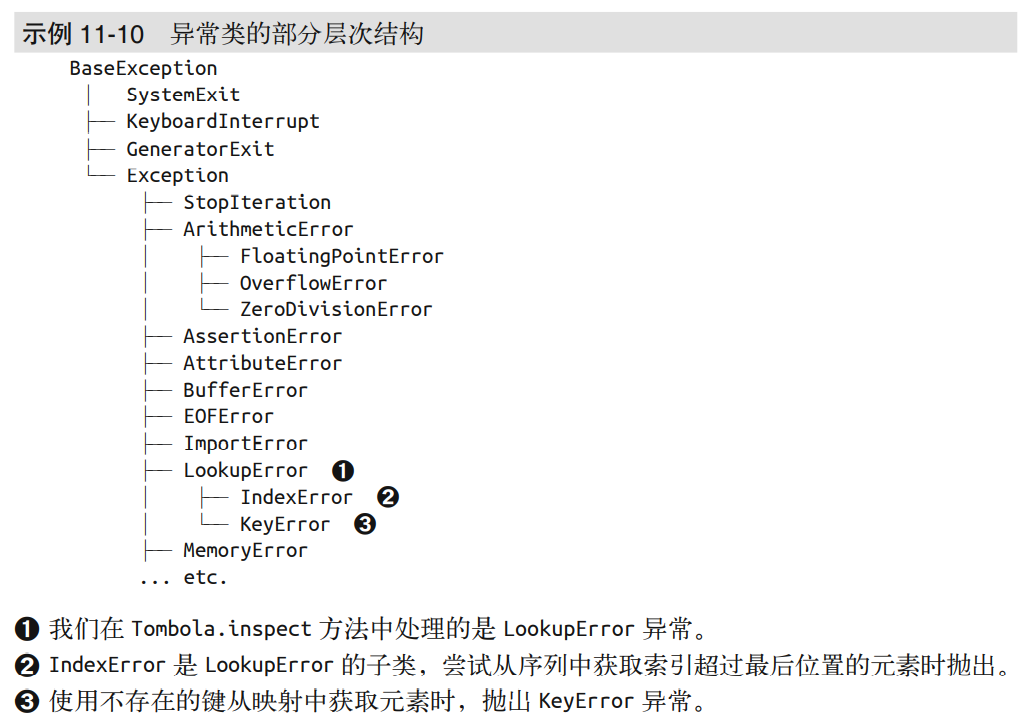 示例 11-10 异常类的部分层次结构
BaseException
│ SystemExit
├── KeyboardInterrupt
├── GeneratorExit
└── Exception
├── StopIteration
├── ArithmeticError
│ ├── FloatingPointError
│ ├── OverflowError
│ └── ZeroDivisionError
├── AssertionError
├── AttributeError
├── BufferError
├── EOFError
├── ImportError
├── LookupError ❶
│ ├── IndexError ❷
│ └── KeyError ❸
├── MemoryError
... etc.
❶ 我们在 Tombola.inspect 方法中处理的是 LookupError 异常。
❷ IndexError 是 LookupError 的子类，尝试从序列中获取索引超过最后位置的元素时抛出。
❸ 使用不存在的键从映射中获取元素时，抛出 KeyError 异常。